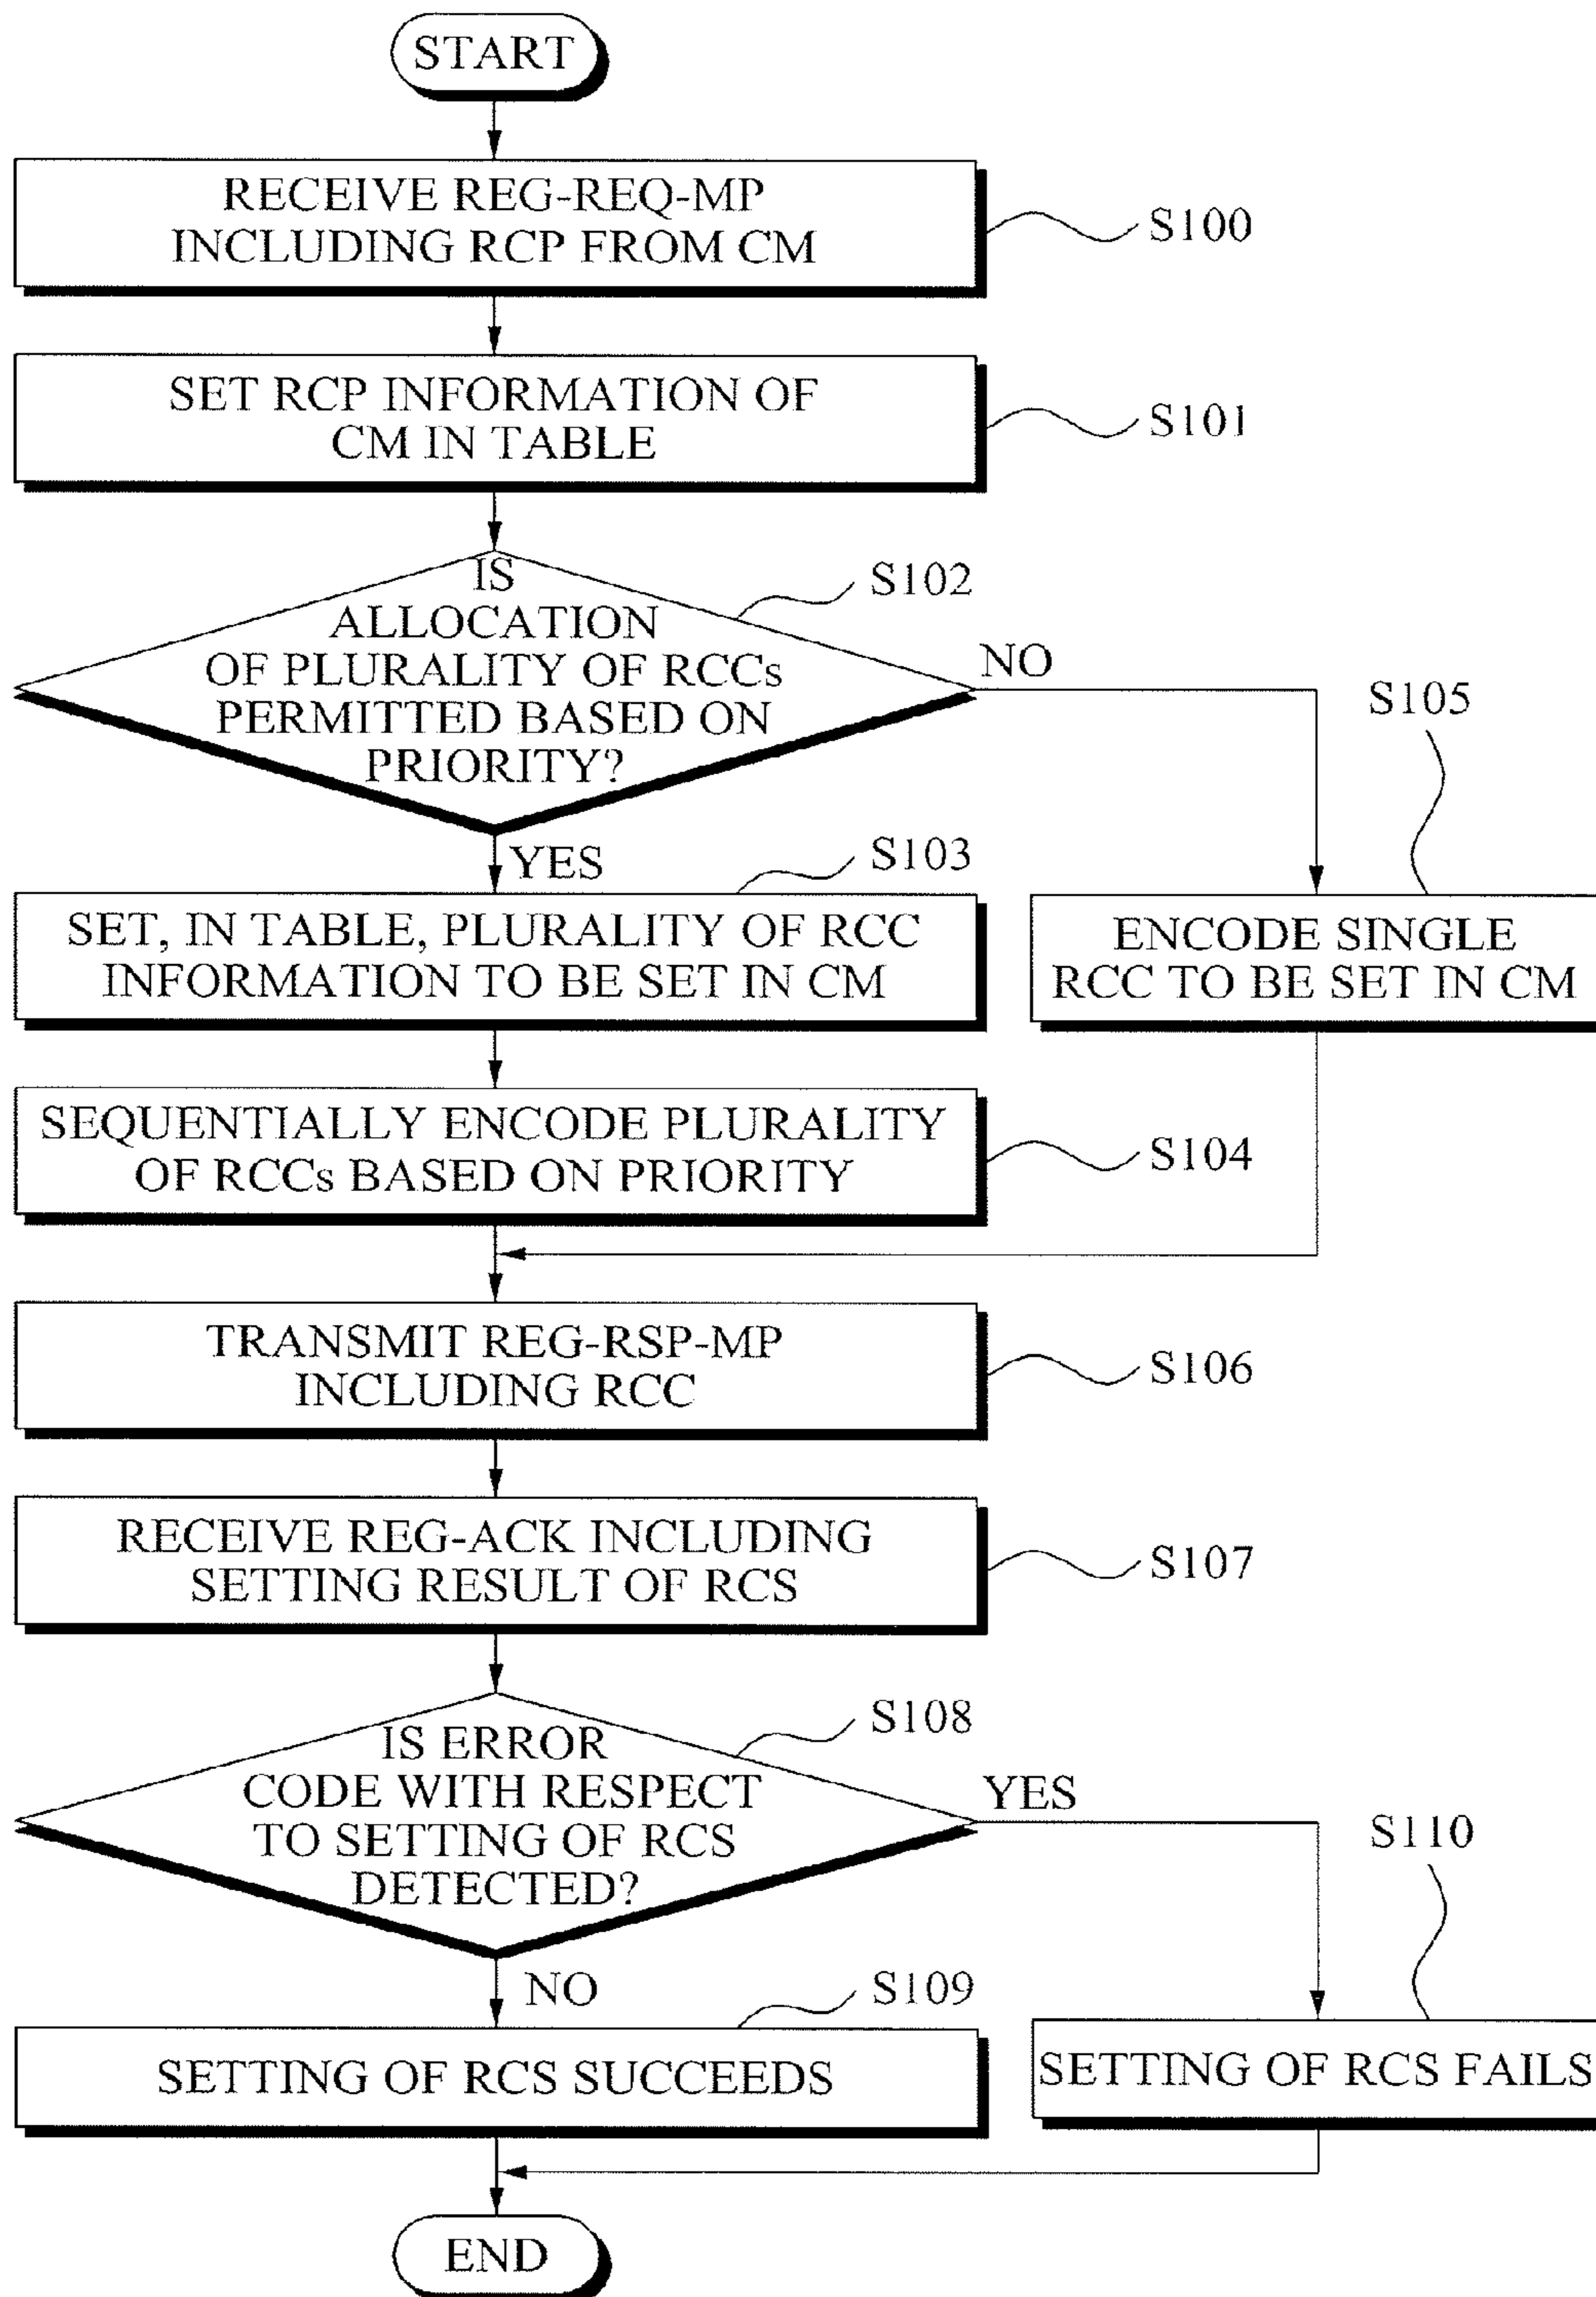 START
RECEIVE REG-REQ-MP
INCLUDING RCP FROM CM
S100
SET RCP INFORMATION OF
CM IN TABLE
S101
IS
ALLOCATION
OF PLURALITY OF RCCs
PERMITTED BASED ON
PRIORITY?
S102
NO
S105
YES
S103
SET, IN TABLE, PLURALITY OF RCC
INFORMATION TO BE SET IN CM
ENCODE SINGLE
RCC TO BE SET IN CM
SEQUENTIALLY ENCODE PLURALITY
OF RCCs BASED ON PRIORITY
S104
TRANSMIT REG-RSP-MP
INCLUDING RCC
S106
RECEIVE REG-ACK INCLUDING
SETTING RESULT OF RCS
S107
IS ERROR
CODE WITH RESPECT
TO SETTING OF RCS
DETECTED?
S108
YES
S110
NO
S109
SETTING OF RCS SUCCEEDS
SETTING OF RCS FAILS
END